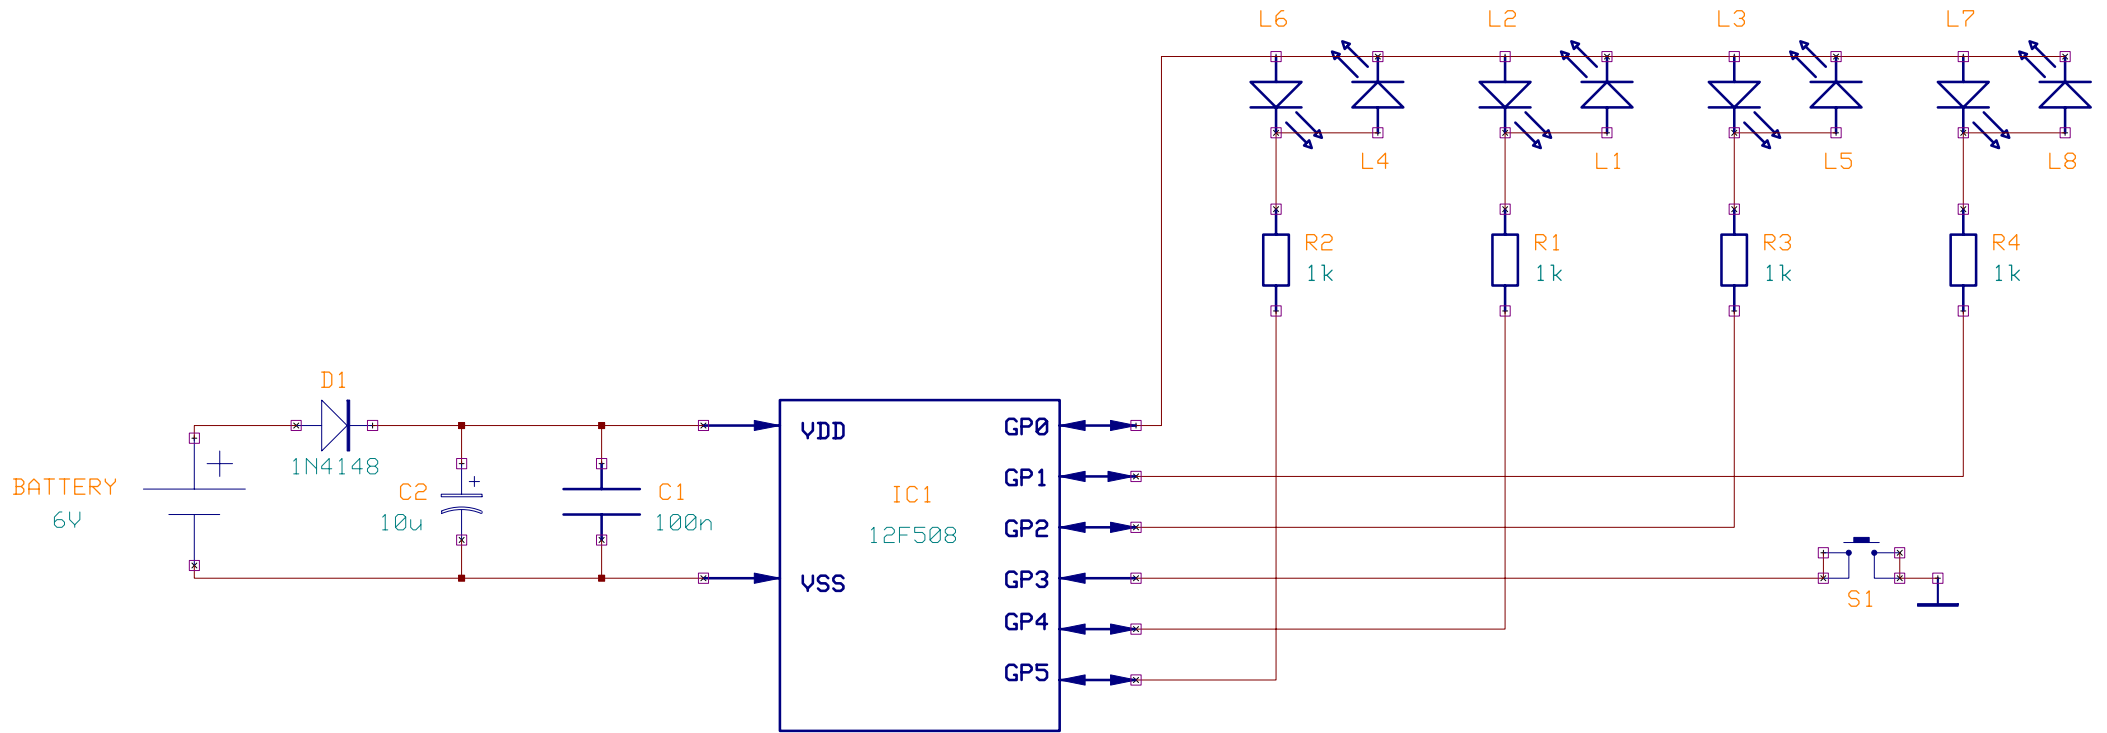 L6
L2
L3
L7
L4
L1
L5
L8
R2
1k
R1
1k
R3
1k
R4
1k
D1
1N4148
BATTERY
6V
C2
10u
C1
100n
VDD
VSS
IC1
12F508
GP0
GP1
GP2
GP3
GP4
GP5
S1